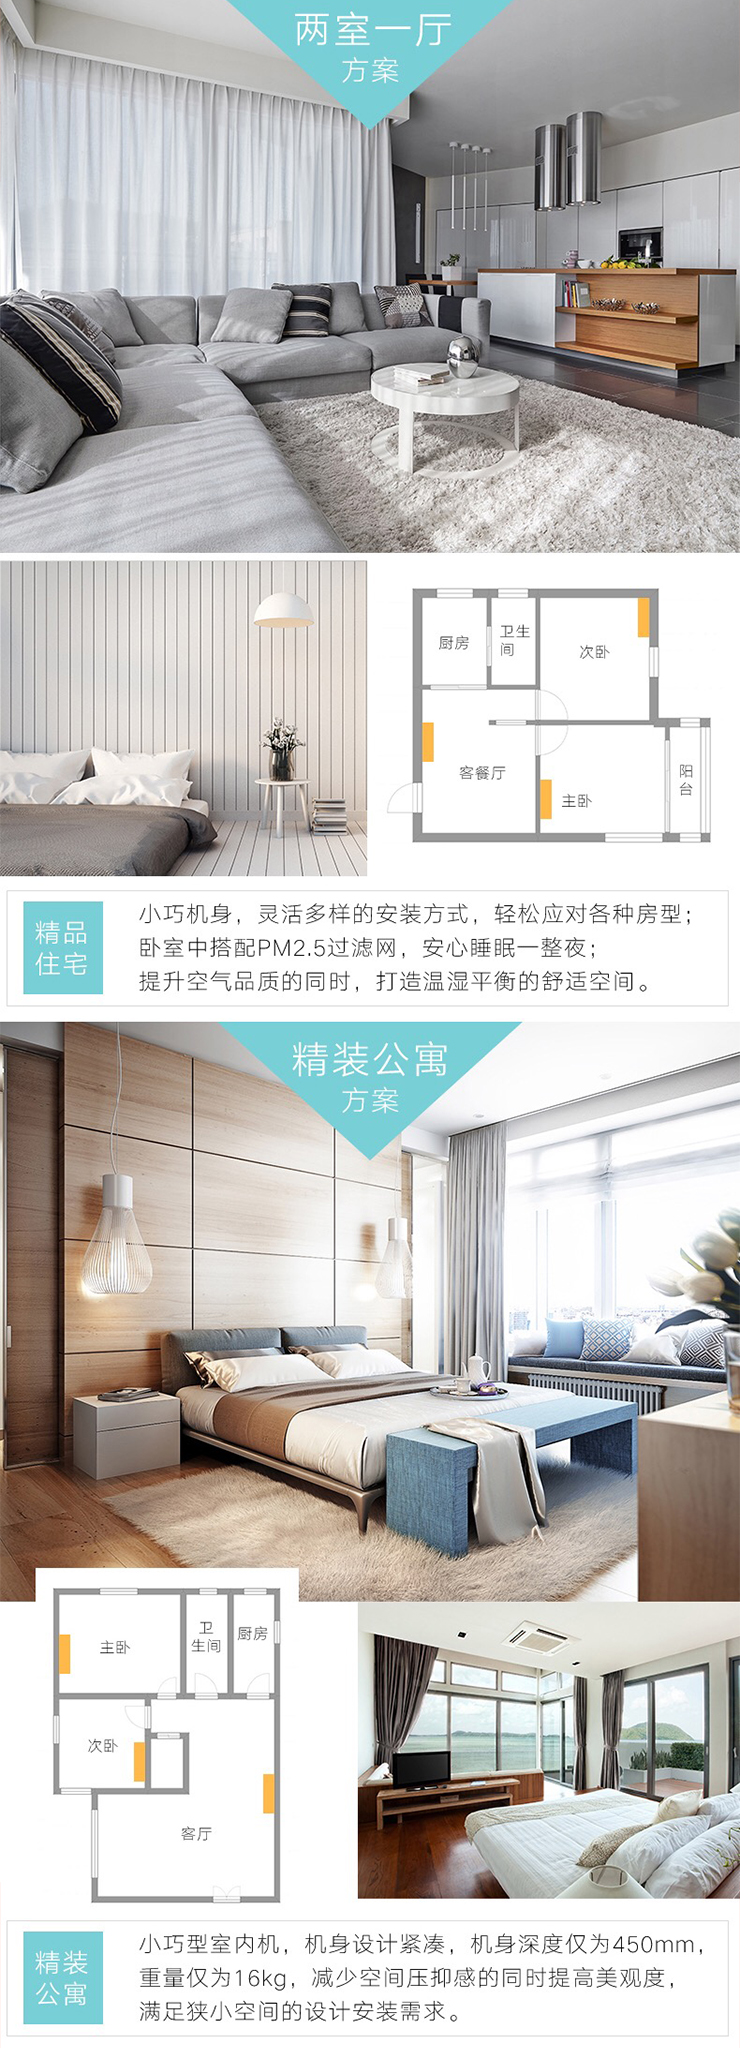 两室一厅
方案
厨房
卫生
间
次卧
客餐厅
主卧
阳
台
精品
住宅
小巧机身，灵活多样的安装方式，轻松应对各种房型；
卧室中搭配PM2.5过滤网，安心睡眠一整夜；
提升空气品质的同时，打造温湿平衡的舒适空间。
精装公寓
方案
主卧
卫
生间
厨房
次卧
客厅
精装
公寓
小巧型室内机，机身设计紧凑，机身深度仅为450mm，
重量仅为16kg，减少空间压抑感的同时提高美观度，
满足狭小空间的设计安装需求。